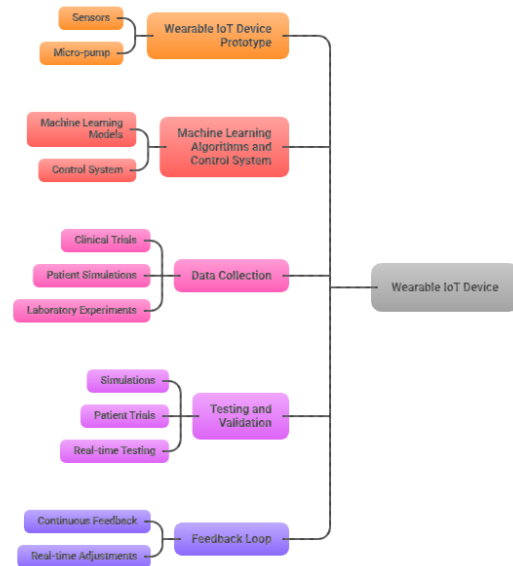 Sensors
Micro-pump
Wearable IoT Device
Prototype
Machine Learning
Models
Control System
Machine Learning
Algorithms and
Control System
Clinical Trials
Patient Simulations
Laboratory Experiments
Data Collection
Wearable IoT Device
Simulations
Patient Trials
Real-time Testing
Testing and
Validation
Continuous Feedback
Real-time Adjustments
Feedback Loop